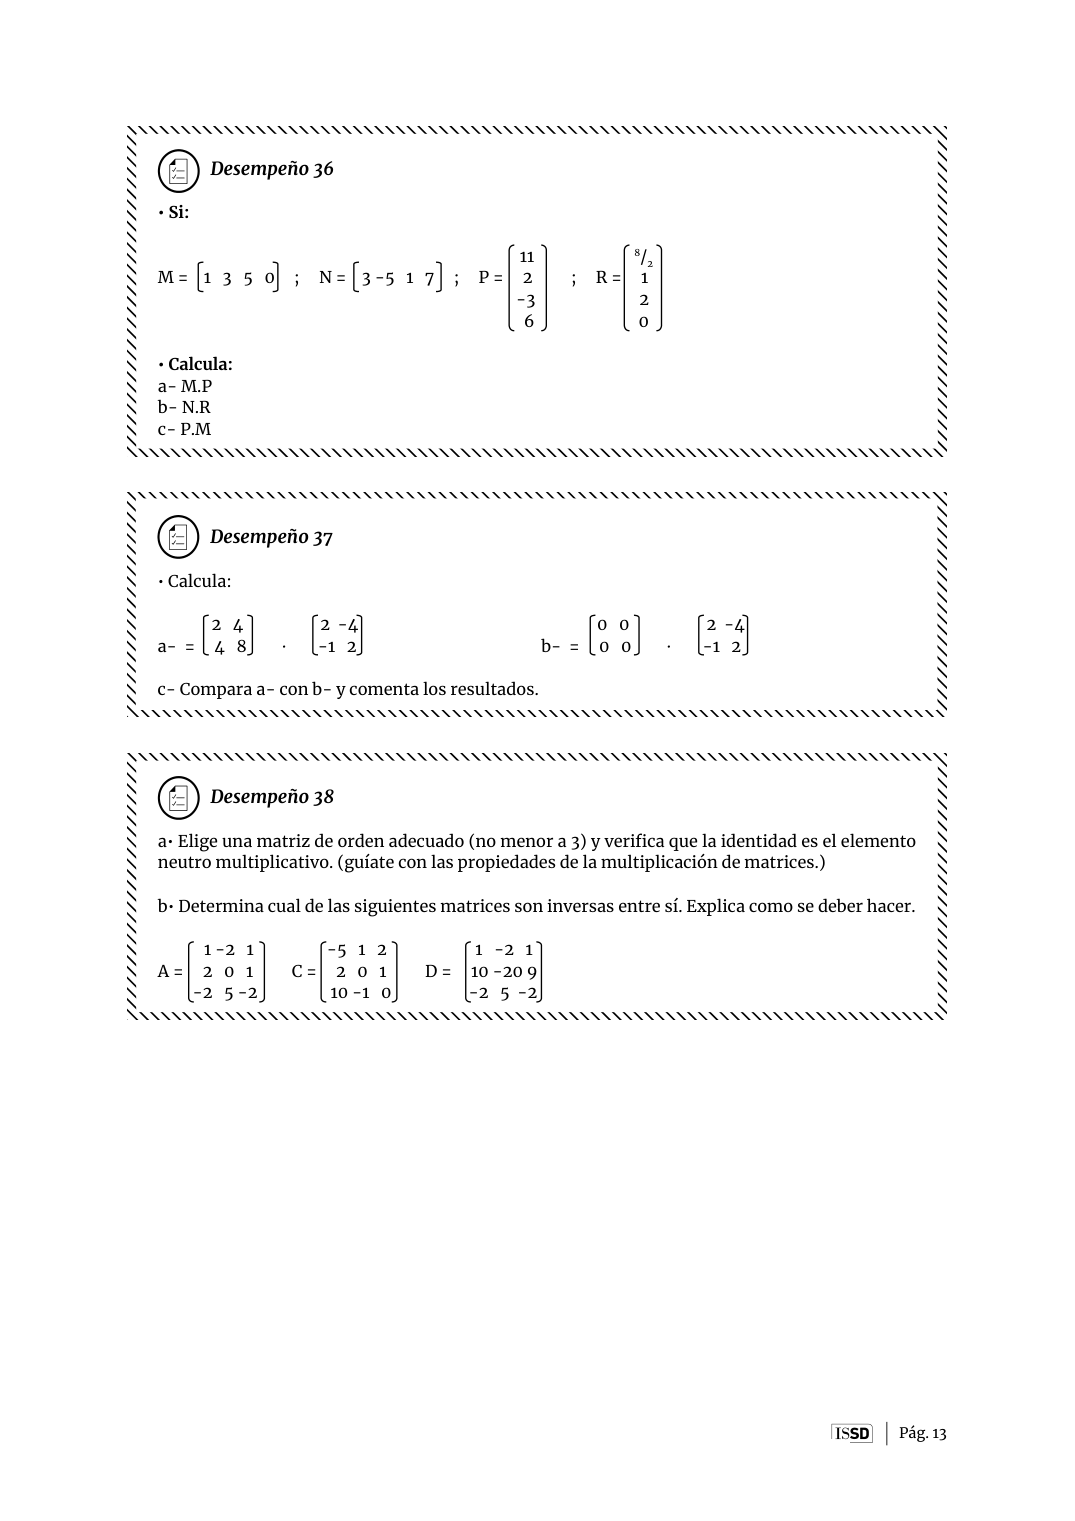 Desempeño 36
• Si:
M = [1 3 5 0] ; N = [3 -5 1 7] ; P = [11 2 -3 6] ; R = [8/2 1 2 0]
• Calcula:
a- M.P
b- N.R
c- P.M
Desempeño 37
• Calcula:
a- = [2 4 4 8] . [2 -4 -1 2] b- = [0 0 0 0] . [2 -4 -1 2]
c- Compara a- con b- y comenta los resultados.
Desempeño 38
a• Elige una matriz de orden adecuado (no menor a 3) y verifica que la identidad es el elemento
neutro multiplicativo. (guíate con las propiedades de la multiplicación de matrices.)
b• Determina cual de las siguientes matrices son inversas entre sí. Explica como se deber hacer.
1 -2 1 -5 1 2 1 -2 1
A = 2 0 1 C = 2 0 1 D = 10 -20 9
-2 5 -2 10 -1 0 -2 5 -2
ISSD Pág. 13